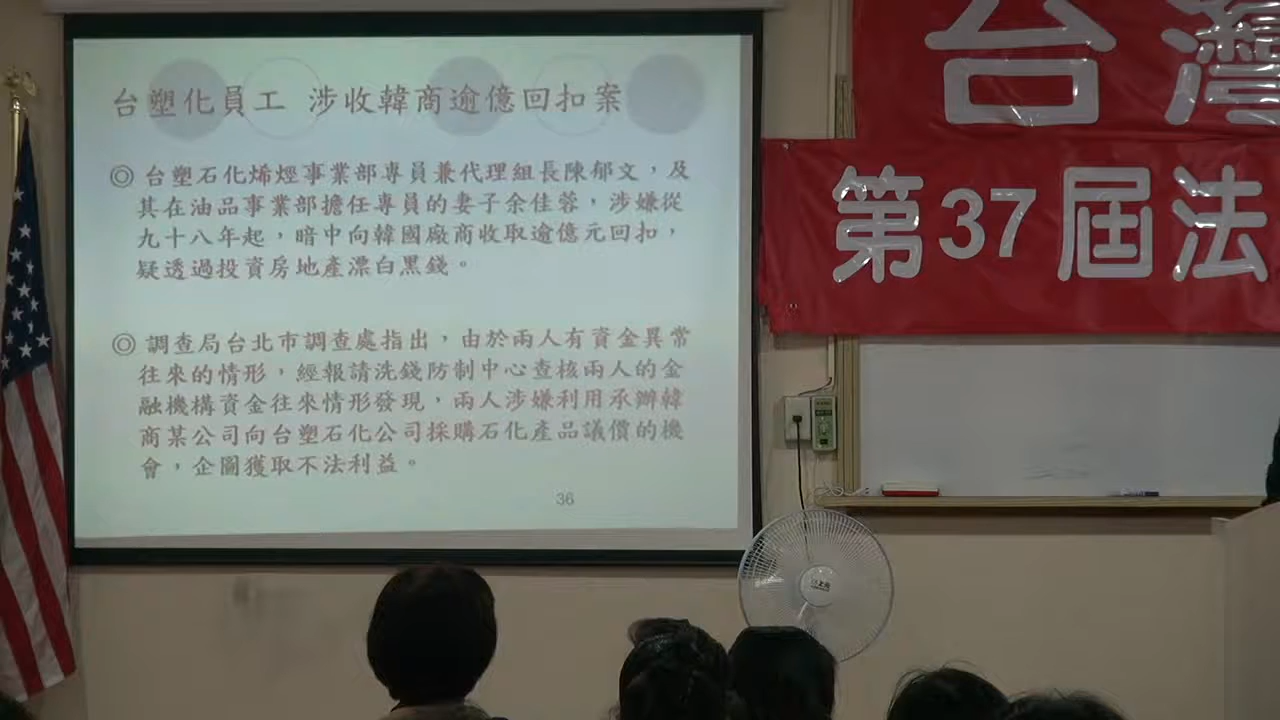 台塑化員工 涉收韓商逾億回扣案
◎ 台塑石化烯烴事業部專員兼代理組長陳郁文，及
其在油品事業部擔任專員的妻子余佳蓉，涉嫌從
九十八年起，暗中向韓國廠商收取逾億元回扣，
疑透過投資房地產漂白黑錢。
◎ 調查局台北市調查處指出，由於兩人有資金異常
往來的情形，經報請洗錢防制中心查核兩人的金
融機構資金往來情形發現，兩人涉嫌利用承辦韓
商某公司向台塑石化公司採購石化產品議價的機
會，企圖獲取不法利益。
36
台灣
第37屆法